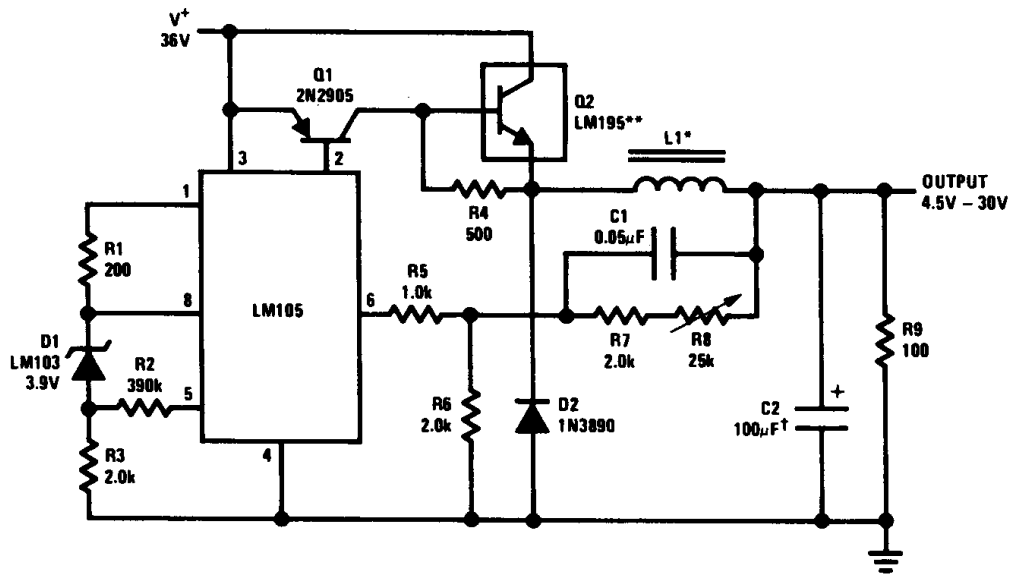 V+
36V
Q1
2N2905
Q2
LM195**
L1*
3
2
1
OUTPUT
4.5V – 30V
R4
500
C1
0.05μF
R1
200
R5
1.0k
8
LM105
6
R7
2.0k
R8
25k
R9
100
D1
LM103
3.9V
R2
390k
5
R6
2.0k
D2
1N3890
+
C2
100μF†
R3
2.0k
4